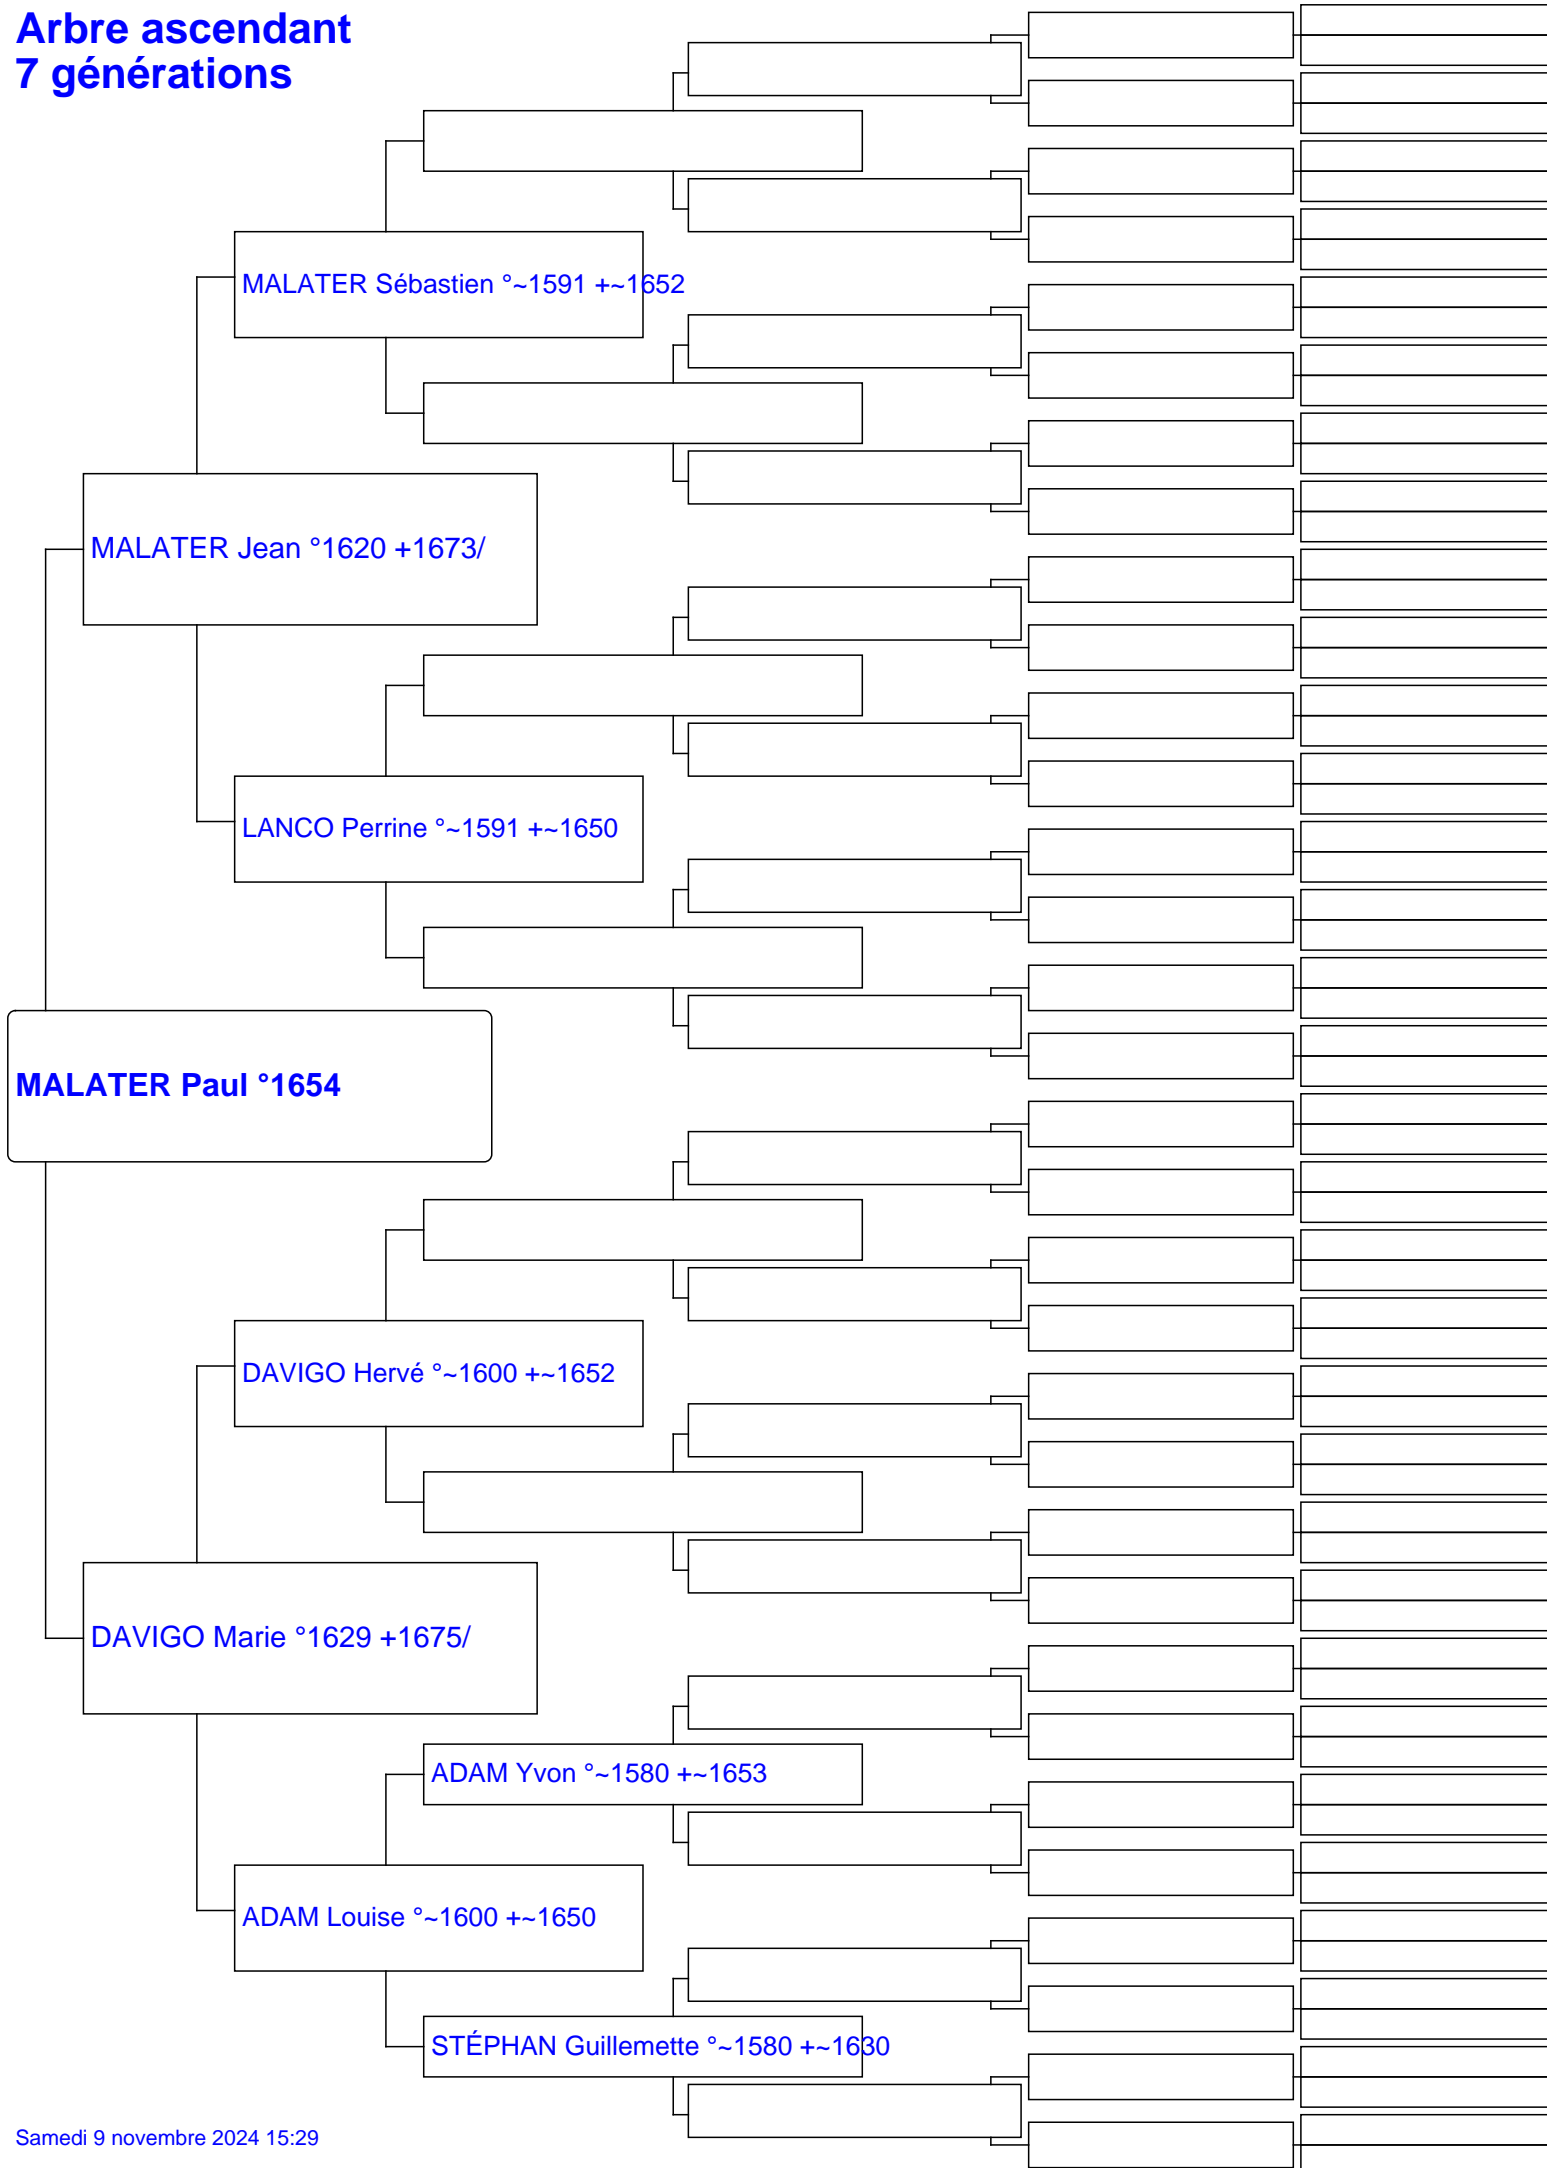 Arbre ascendant
7 générations
MALATER Sébastien °~1591 +~1652
MALATER Jean °1620 +1673/
LANCO Perrine °~1591 +~1650
MALATER Paul °1654
DAVIGO Hervé °~1600 +~1652
DAVIGO Marie °1629 +1675/
ADAM Yvon °~1580 +~1653
ADAM Louise °~1600 +~1650
STÉPHAN Guillemette °~1580 +~1630
Samedi 9 novembre 2024 15:29